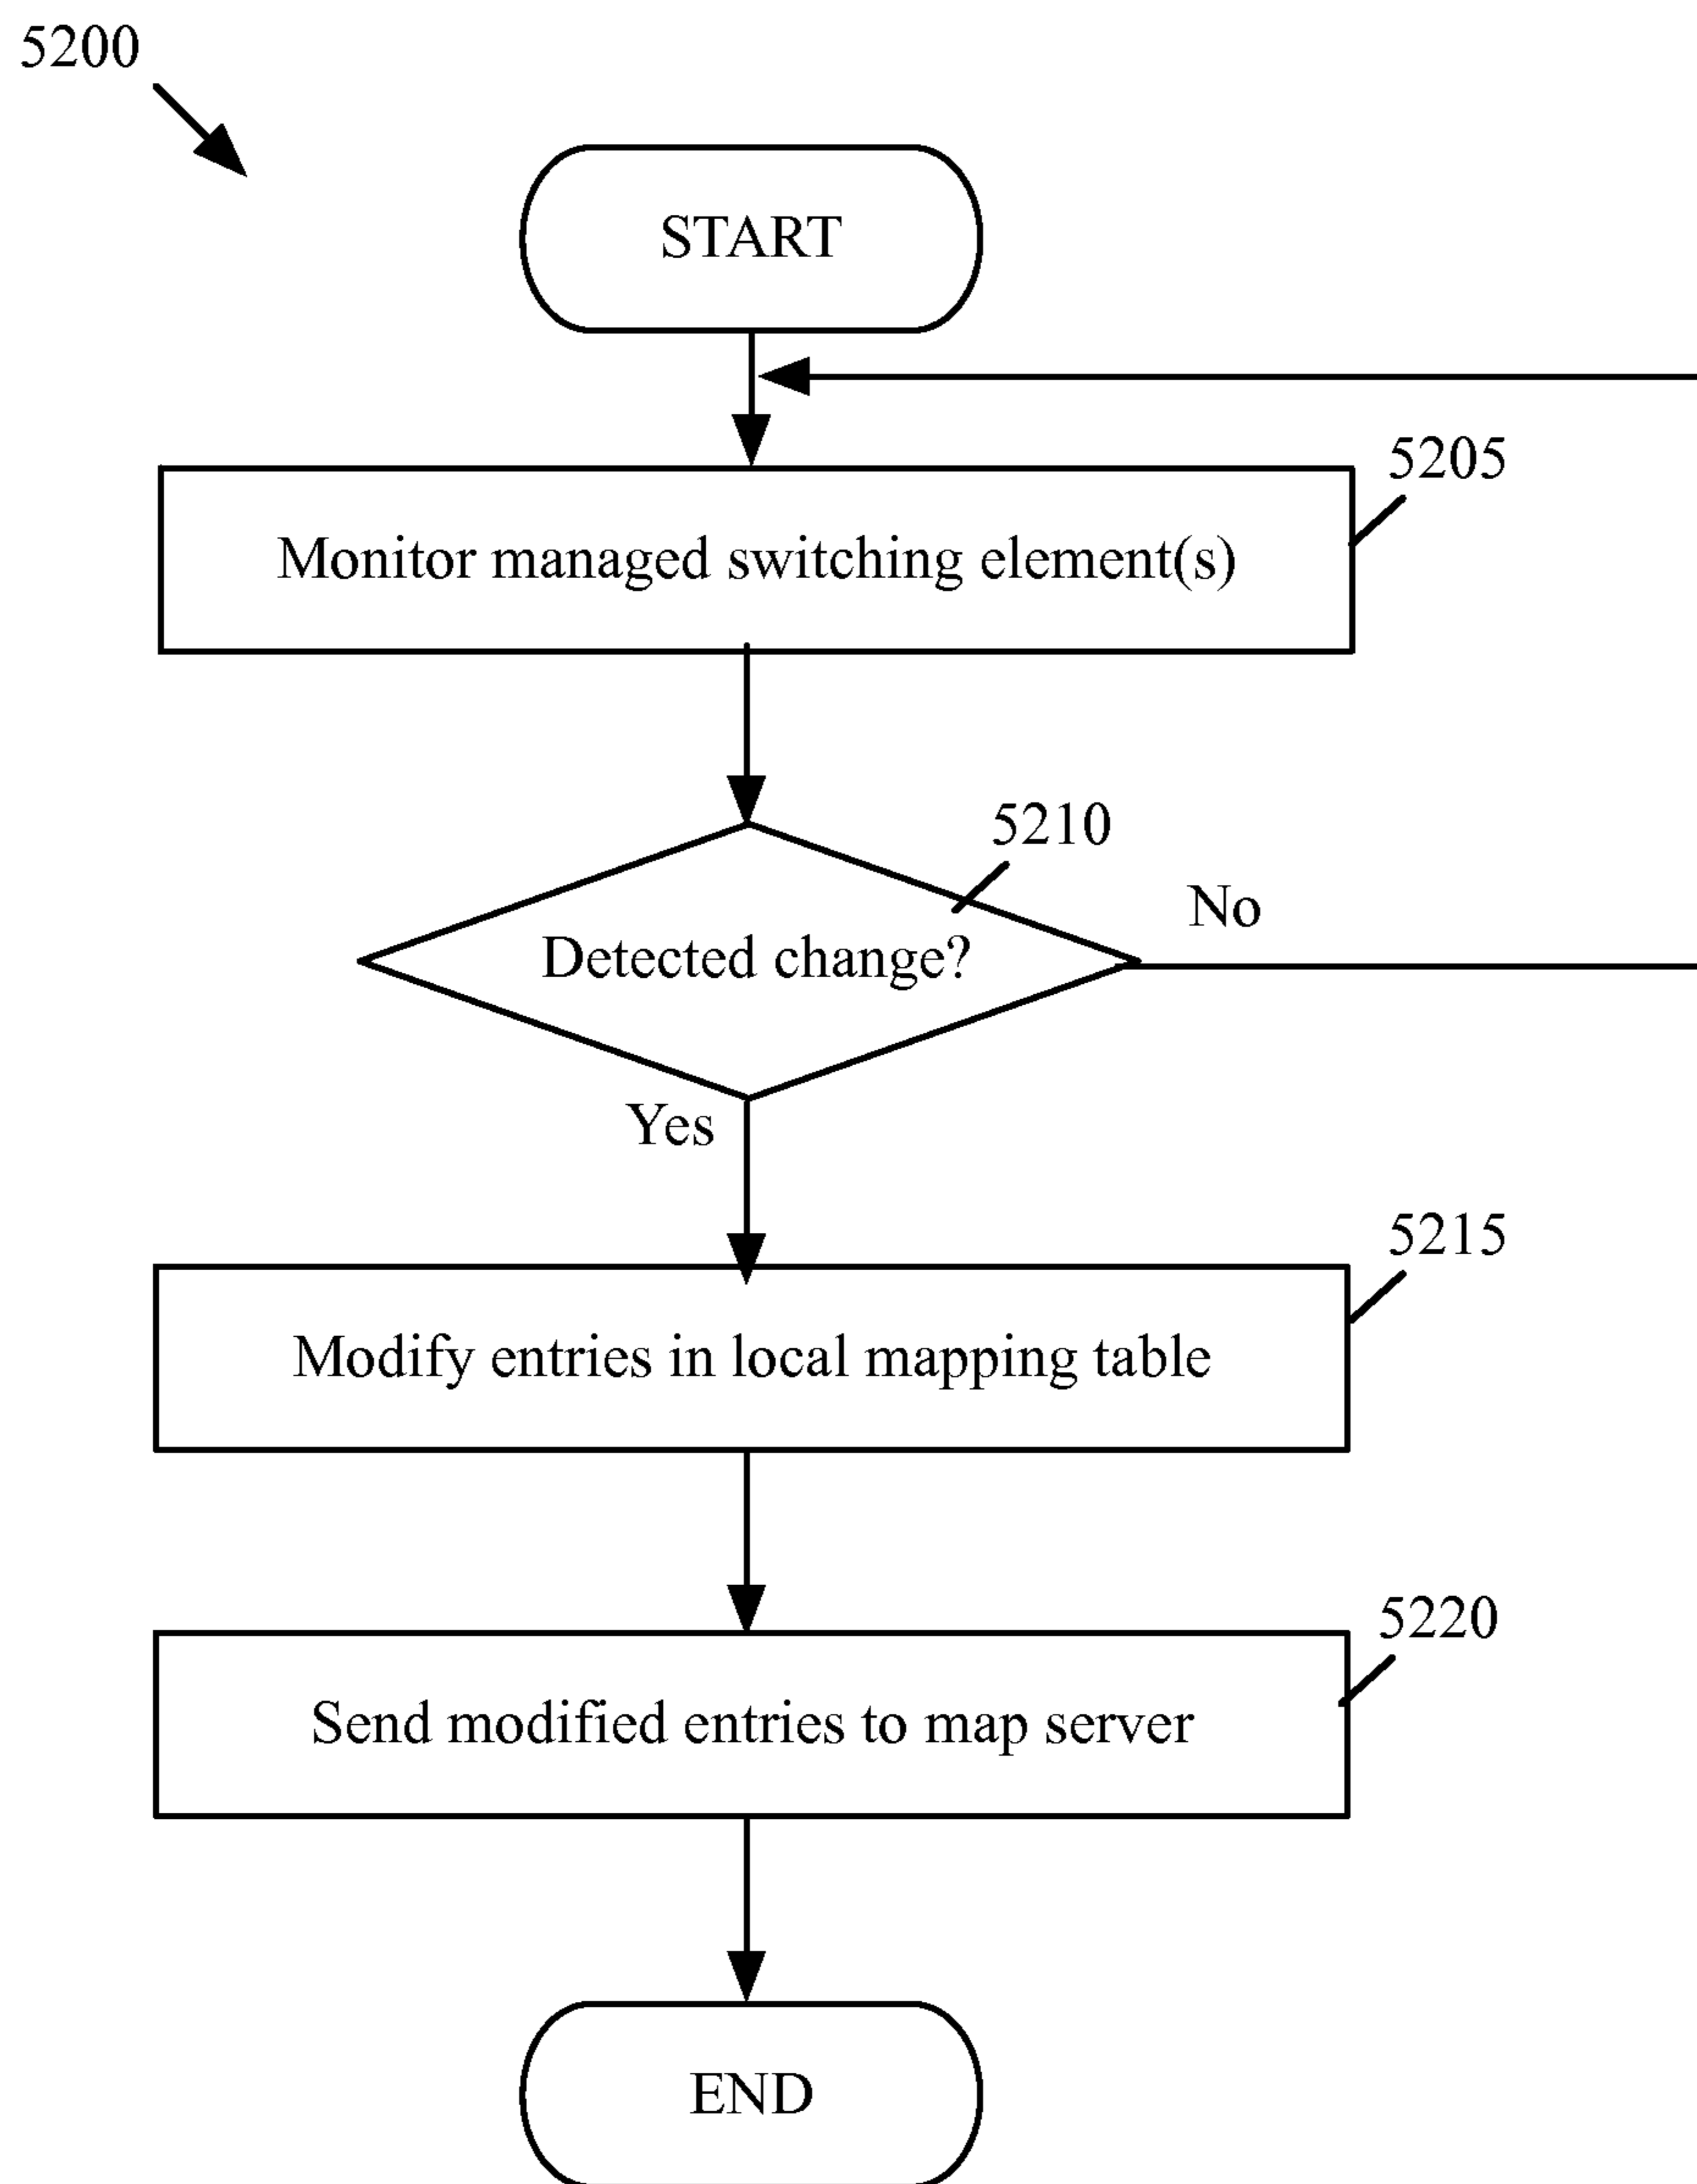 5200
START
5205
Monitor managed switching element(s)
5210
No
Detected change?
Yes
5215
Modify entries in local mapping table
5220
Send modified entries to map server
END